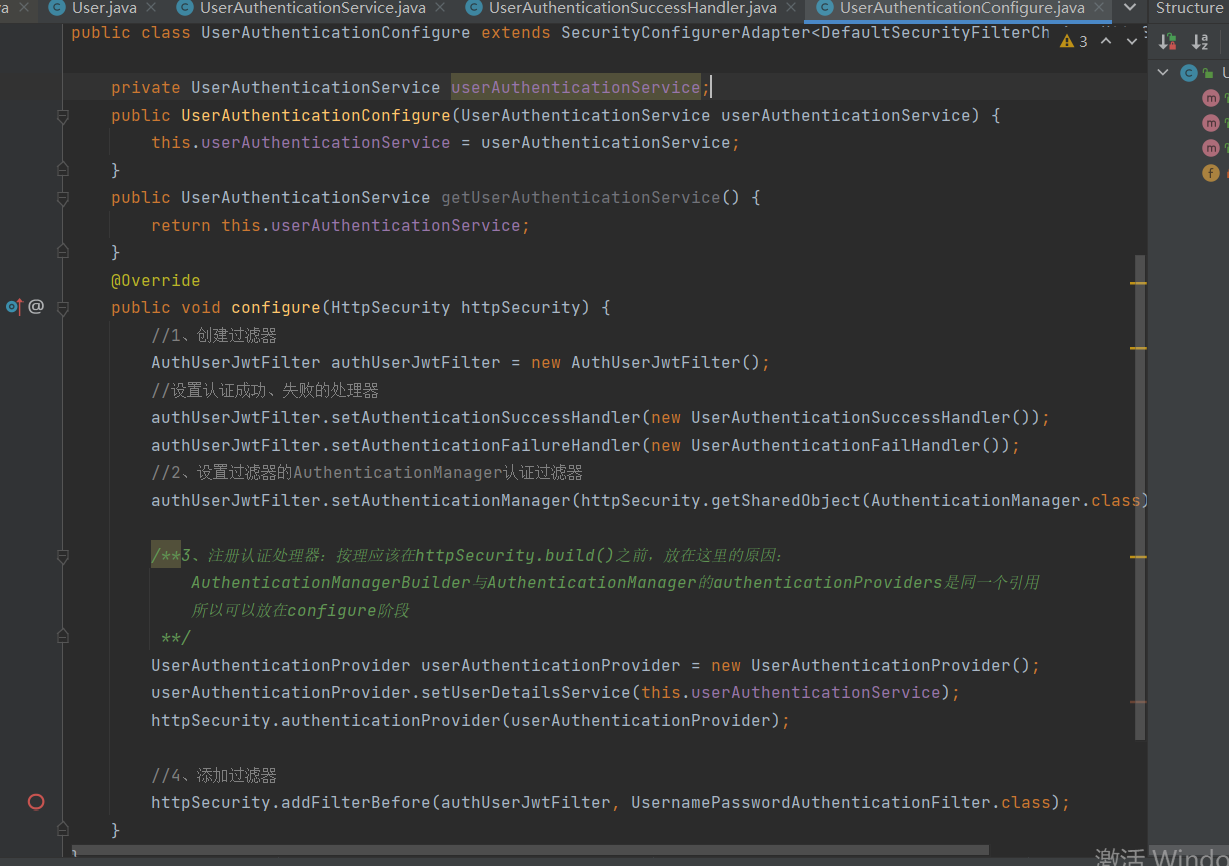 a
User.java
UserAuthenticationService.java
UserAuthenticationSuccessHandler.java
UserAuthenticationConfigure.java
Structure
public class UserAuthenticationConfigure extends SecurityConfigurerAdapter<DefaultSecurityFilterCh
3
private UserAuthenticationService userAuthenticationService;
public UserAuthenticationConfigure(UserAuthenticationService userAuthenticationService) {
this.userAuthenticationService = userAuthenticationService;
}
public UserAuthenticationService getUserAuthenticationService() {
return this.userAuthenticationService;
}
@Override
public void configure(HttpSecurity httpSecurity) {
//1、创建过滤器
AuthUserJwtFilter authUserJwtFilter = new AuthUserJwtFilter();
//设置认证成功、失败的处理器
authUserJwtFilter.setAuthenticationSuccessHandler(new UserAuthenticationSuccessHandler());
authUserJwtFilter.setAuthenticationFailureHandler(new UserAuthenticationFailHandler());
//2、设置过滤器的AuthenticationManager认证过滤器
authUserJwtFilter.setAuthenticationManager(httpSecurity.getSharedObject(AuthenticationManager.class)
/**3、注册认证处理器：按理应该在httpSecurity.build()之前，放在这里的原因：
AuthenticationManagerBuilder与AuthenticationManager的authenticationProviders是同一个引用
所以可以放在configure阶段
**/
UserAuthenticationProvider userAuthenticationProvider = new UserAuthenticationProvider();
userAuthenticationProvider.setUserDetailsService(this.userAuthenticationService);
httpSecurity.authenticationProvider(userAuthenticationProvider);
//4、添加过滤器
httpSecurity.addFilterBefore(authUserJwtFilter, UsernamePasswordAuthenticationFilter.class);
}
}
激活 Windo